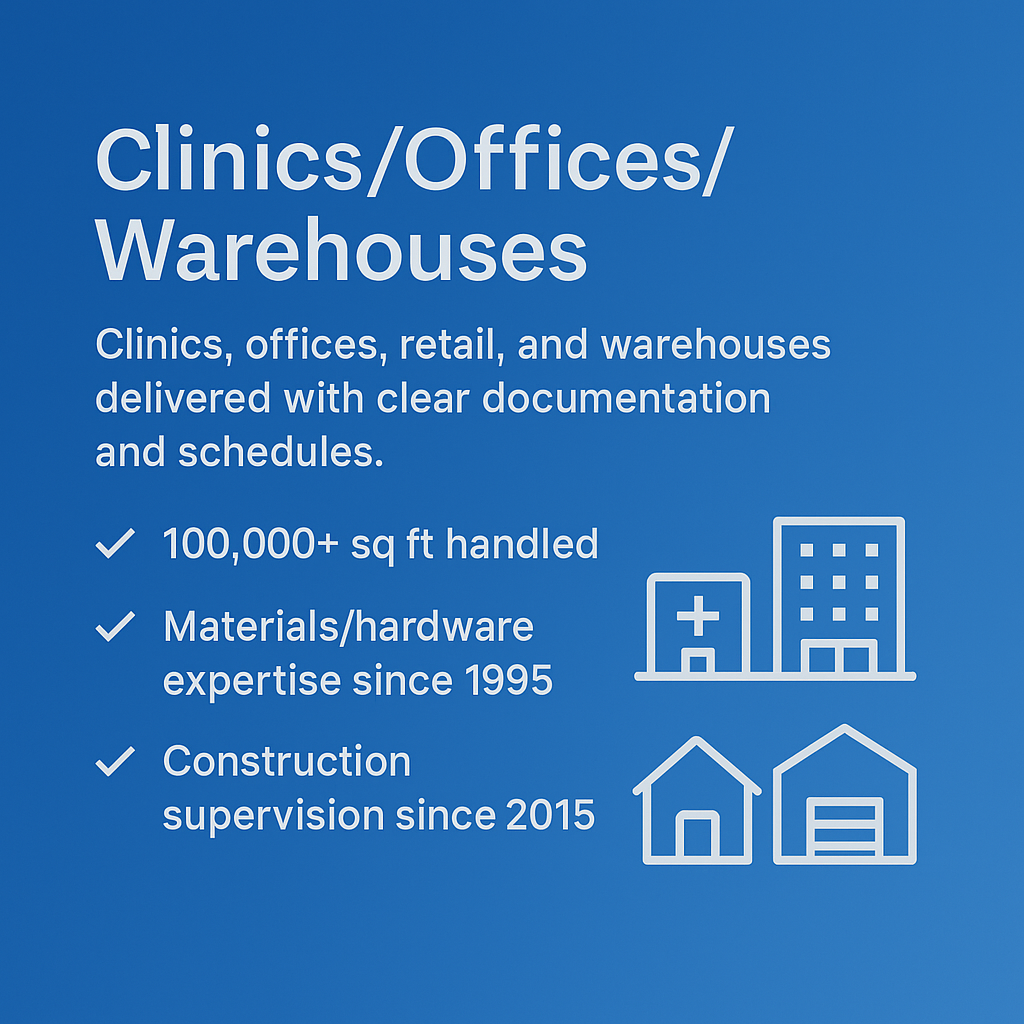 Clinics/Offices/
Warehouses
Clinics, offices, retail, and warehouses
delivered with clear documentation
and schedules.
100,000+ sq ft handled
Materials/hardware
expertise since 1995
Construction
supervision since 2015